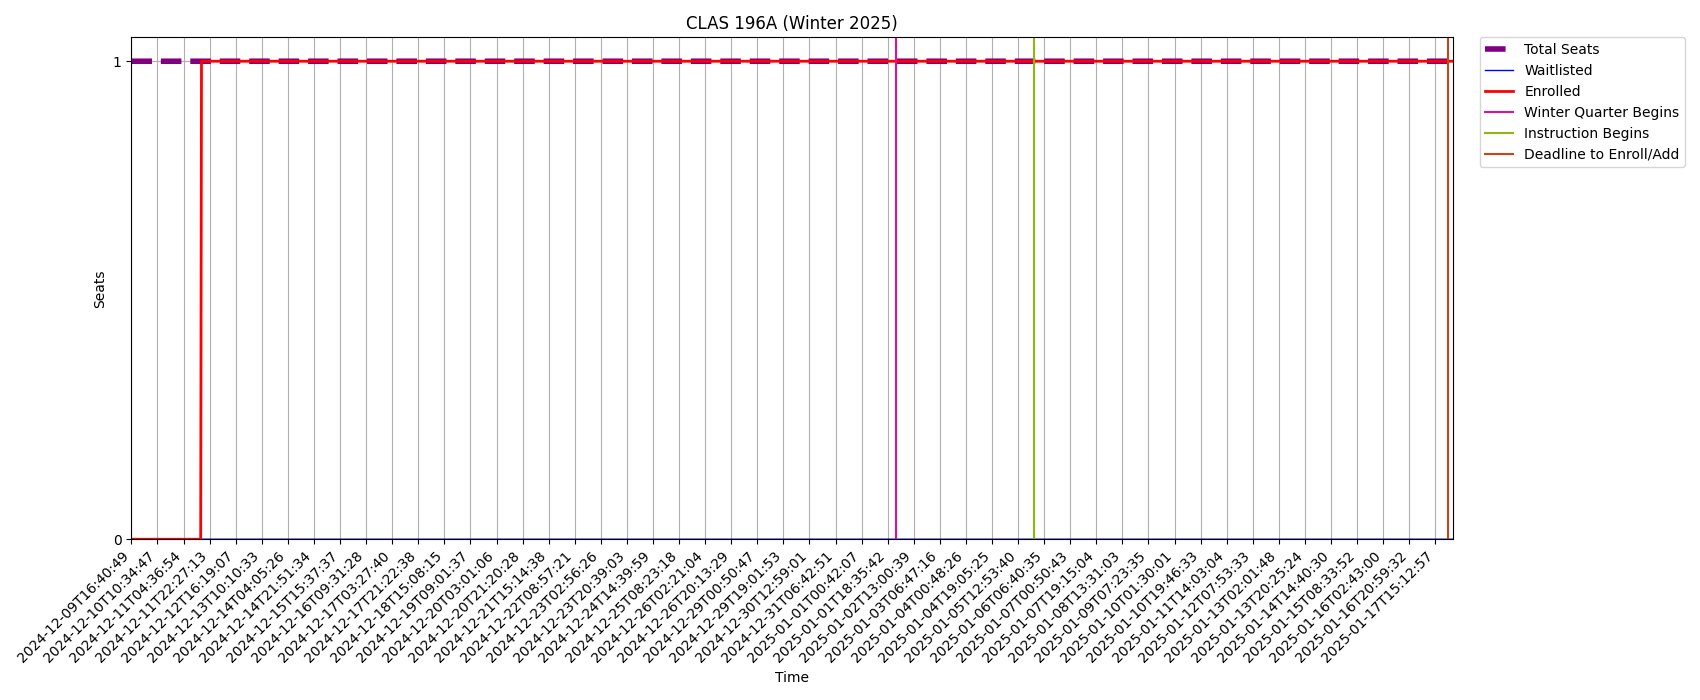 CLAS 196A (Winter 2025)
Total Seats
Waitlisted
Enrolled
Winter Quarter Begins
Instruction Begins
Deadline to Enroll/Add
Seats
1
0
2024-12-09T16:40:49
2024-12-10T10:34:47
2024-12-11T04:36:54
2024-12-11T22:27:13
2024-12-12T16:19:07
2024-12-13T10:10:33
2024-12-14T04:05:26
2024-12-14T21:51:34
2024-12-15T15:37:37
2024-12-16T09:31:28
2024-12-17T03:27:40
2024-12-17T21:22:38
2024-12-18T15:08:15
2024-12-19T09:01:37
2024-12-20T03:01:06
2024-12-20T21:20:28
2024-12-21T15:14:38
2024-12-22T08:57:21
2024-12-23T02:56:26
2024-12-23T20:39:03
2024-12-24T14:39:59
2024-12-25T08:23:18
2024-12-26T02:21:04
2024-12-26T20:13:29
2024-12-29T00:50:47
2024-12-29T19:01:53
2024-12-30T12:59:01
2024-12-31T06:42:51
2025-01-01T00:42:07
2025-01-01T18:35:42
2025-01-02T13:00:39
2025-01-03T06:47:16
2025-01-04T00:48:26
2025-01-04T19:05:25
2025-01-05T12:53:40
2025-01-06T06:40:35
2025-01-07T00:50:43
2025-01-07T19:15:04
2025-01-08T13:31:03
2025-01-09T07:23:35
2025-01-10T01:30:01
2025-01-10T19:46:33
2025-01-11T14:03:04
2025-01-12T07:53:33
2025-01-13T02:01:48
2025-01-13T20:25:24
2025-01-14T14:40:30
2025-01-15T08:33:52
2025-01-16T02:43:00
2025-01-16T20:59:32
2025-01-17T15:12:57
Time